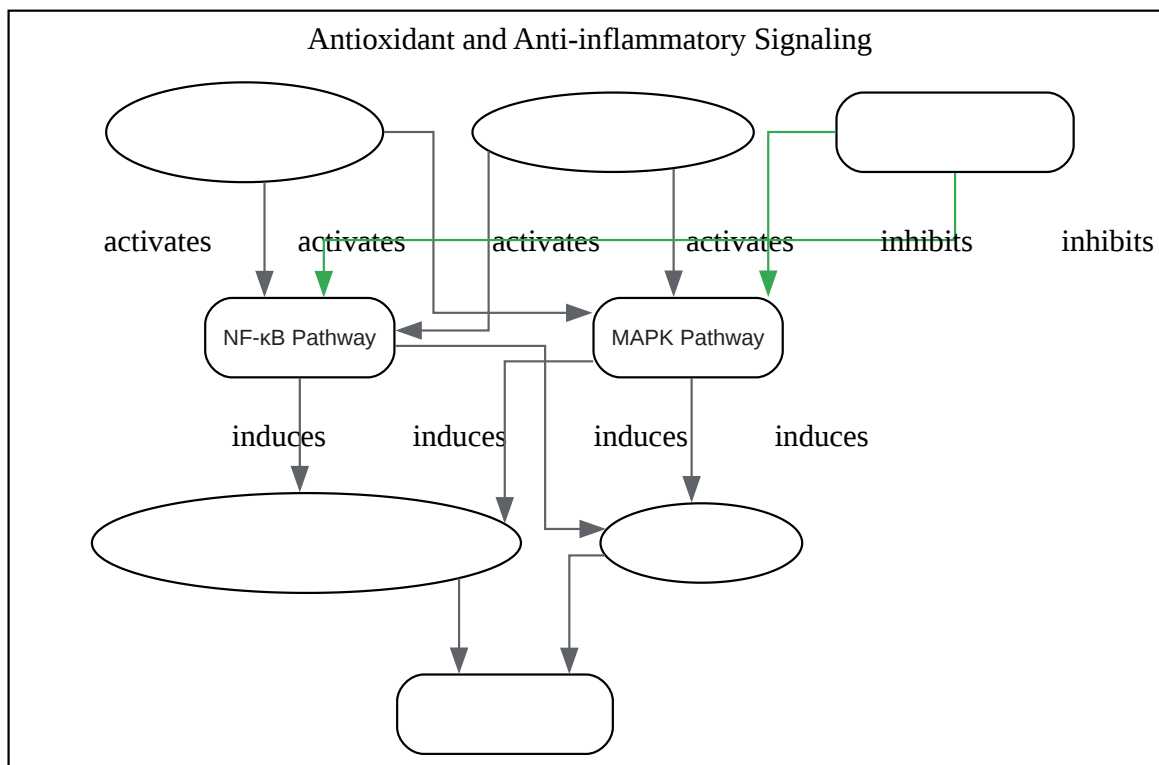 Antioxidant and Anti-inflammatory Signaling
activates activates activates activates inhibits inhibits
NF-κB Pathway MAPK Pathway
induces induces induces induces